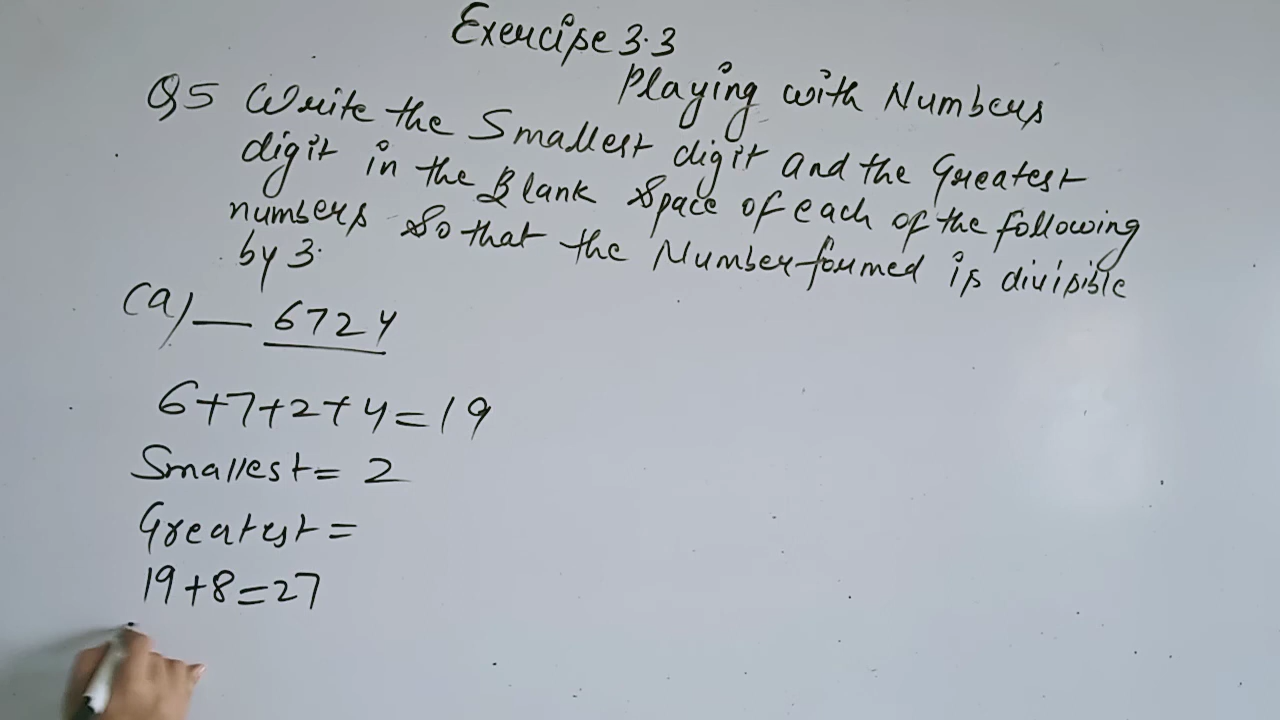 Exercise 3.3
Playing with Numbers
Q5 Write the Smallest digit and the Greatest
digit in the Blank Space of each of the following
numbers so that the Number formed is divisible
by 3.
(a) __ 6724
6+7+2+4=19
Smallest= 2
Greatest=
19+8=27